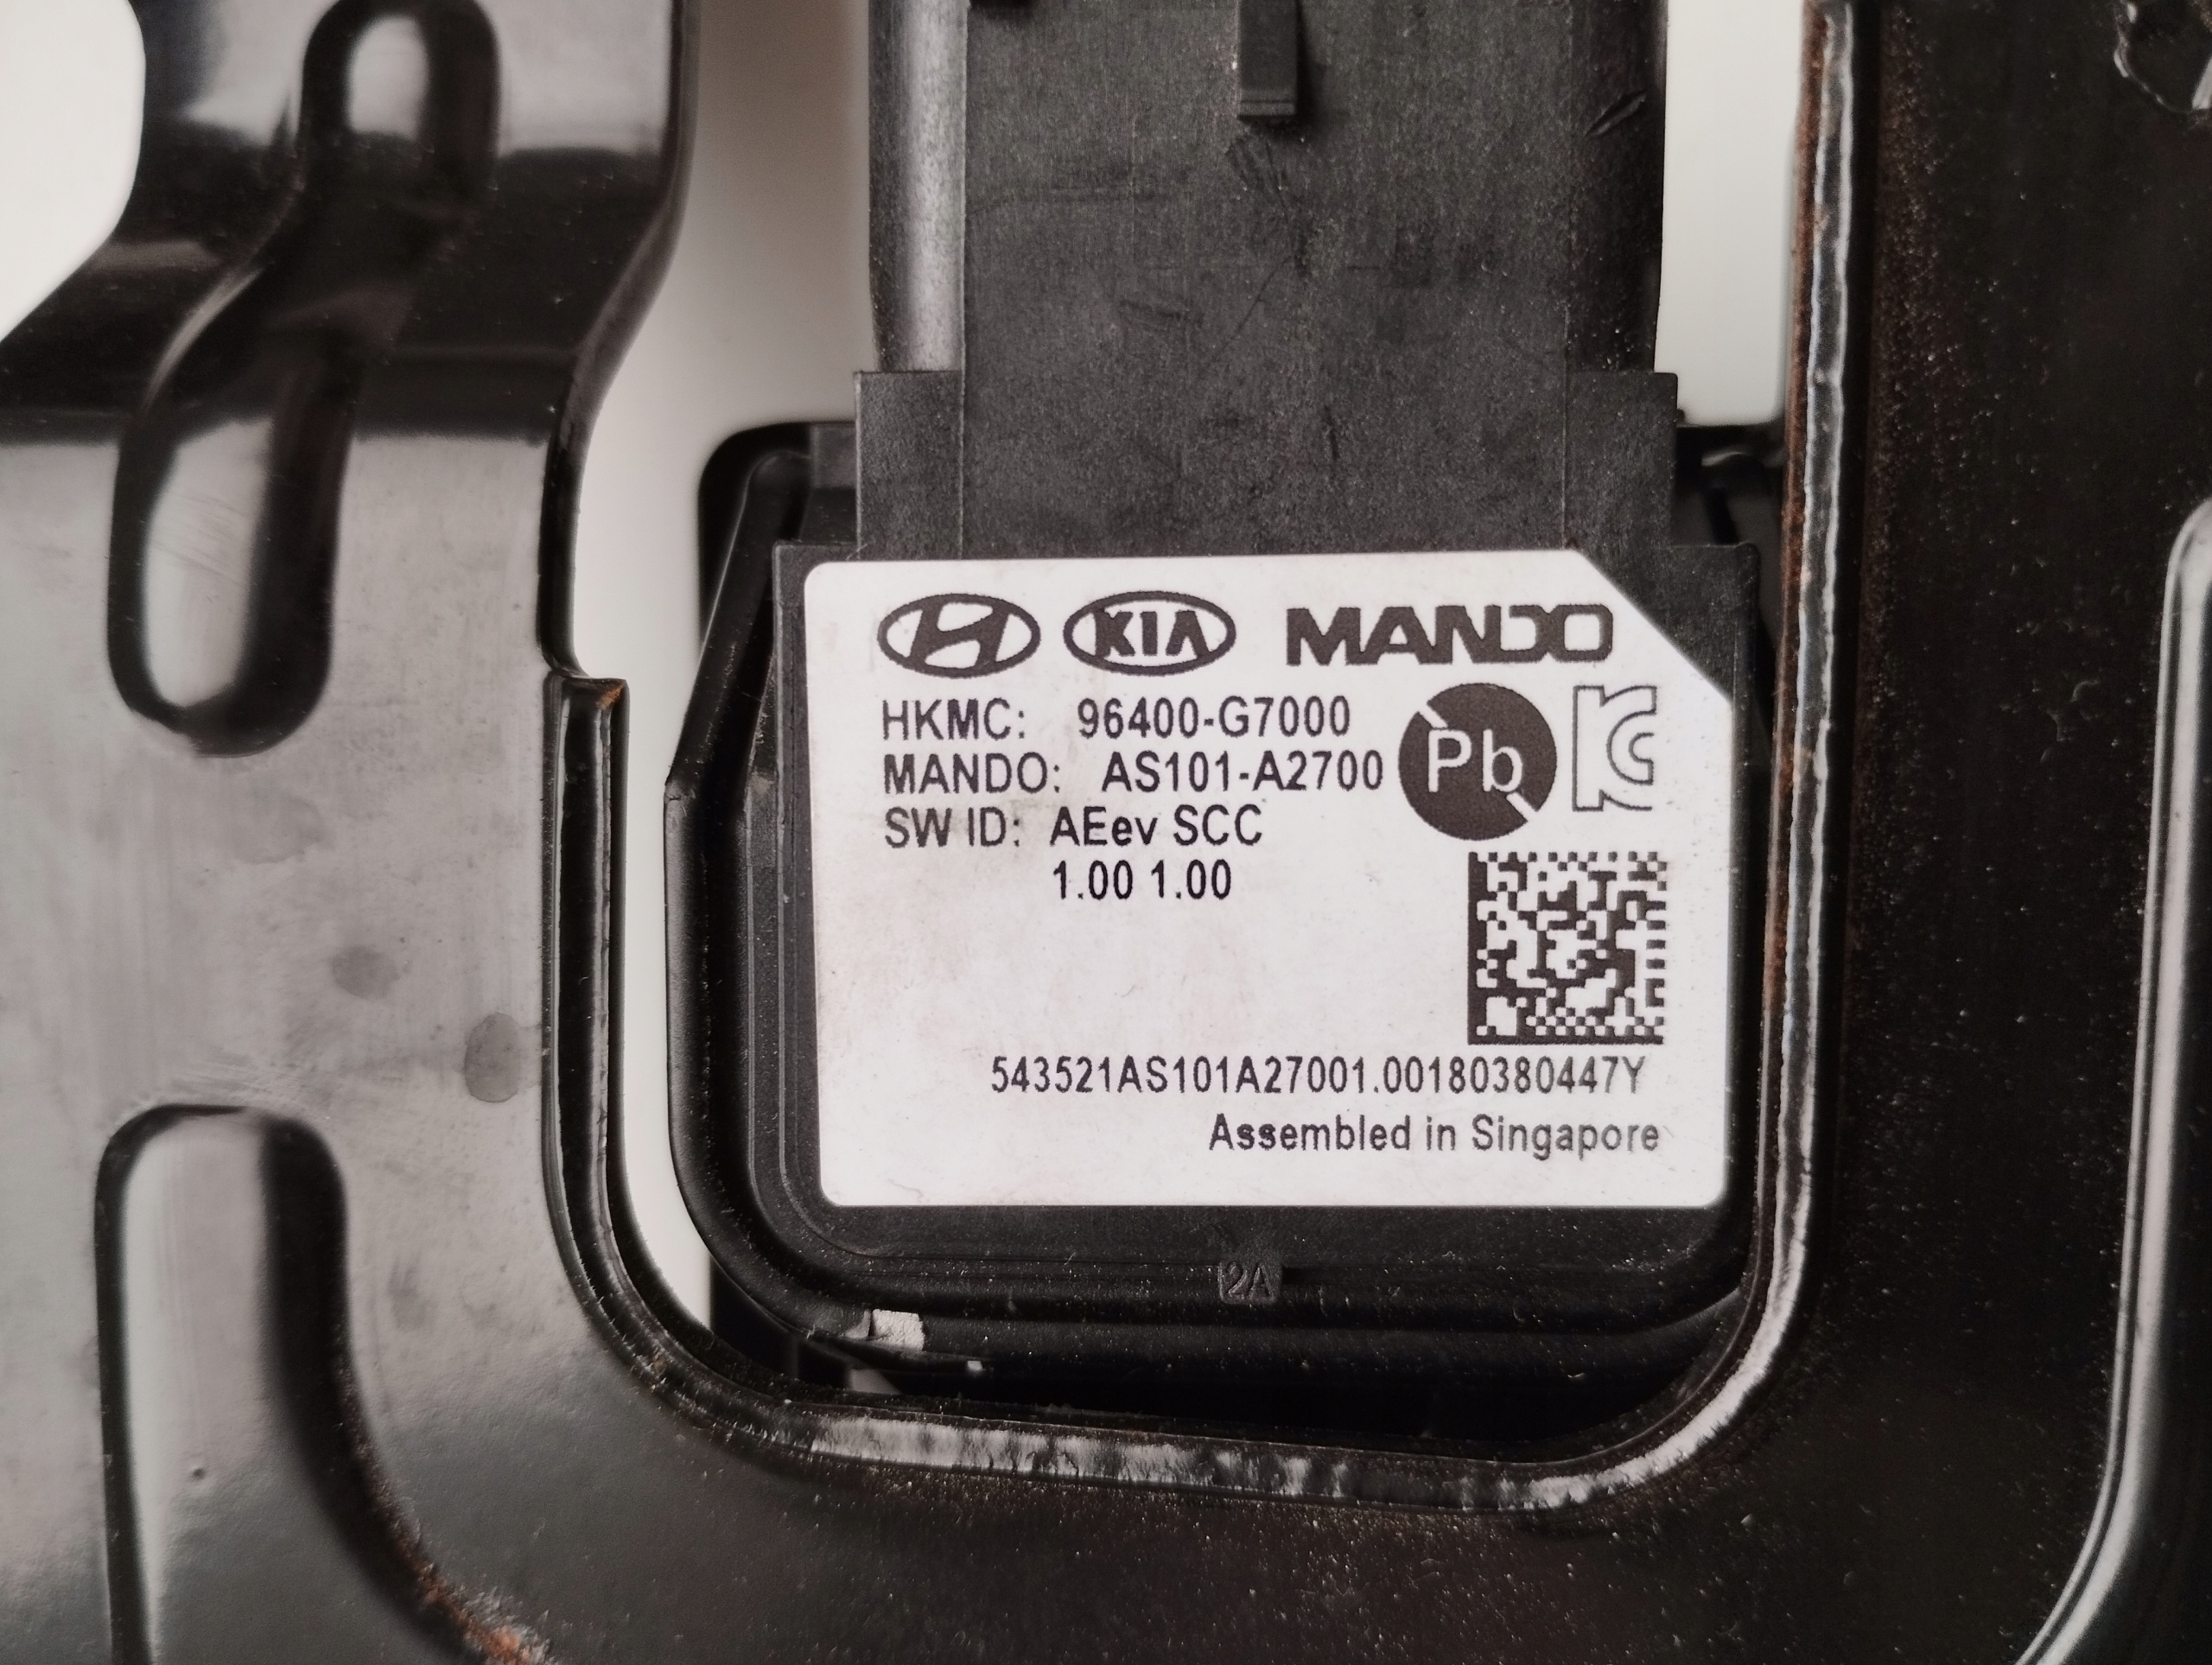 KIA MANDO
HKMC: 96400-G7000
MANDO: AS101-A2700
Pb
SW ID: AEev SCC
1.00 1.00
543521AS101A27001.00180380447Y
Assembled in Singapore
2A